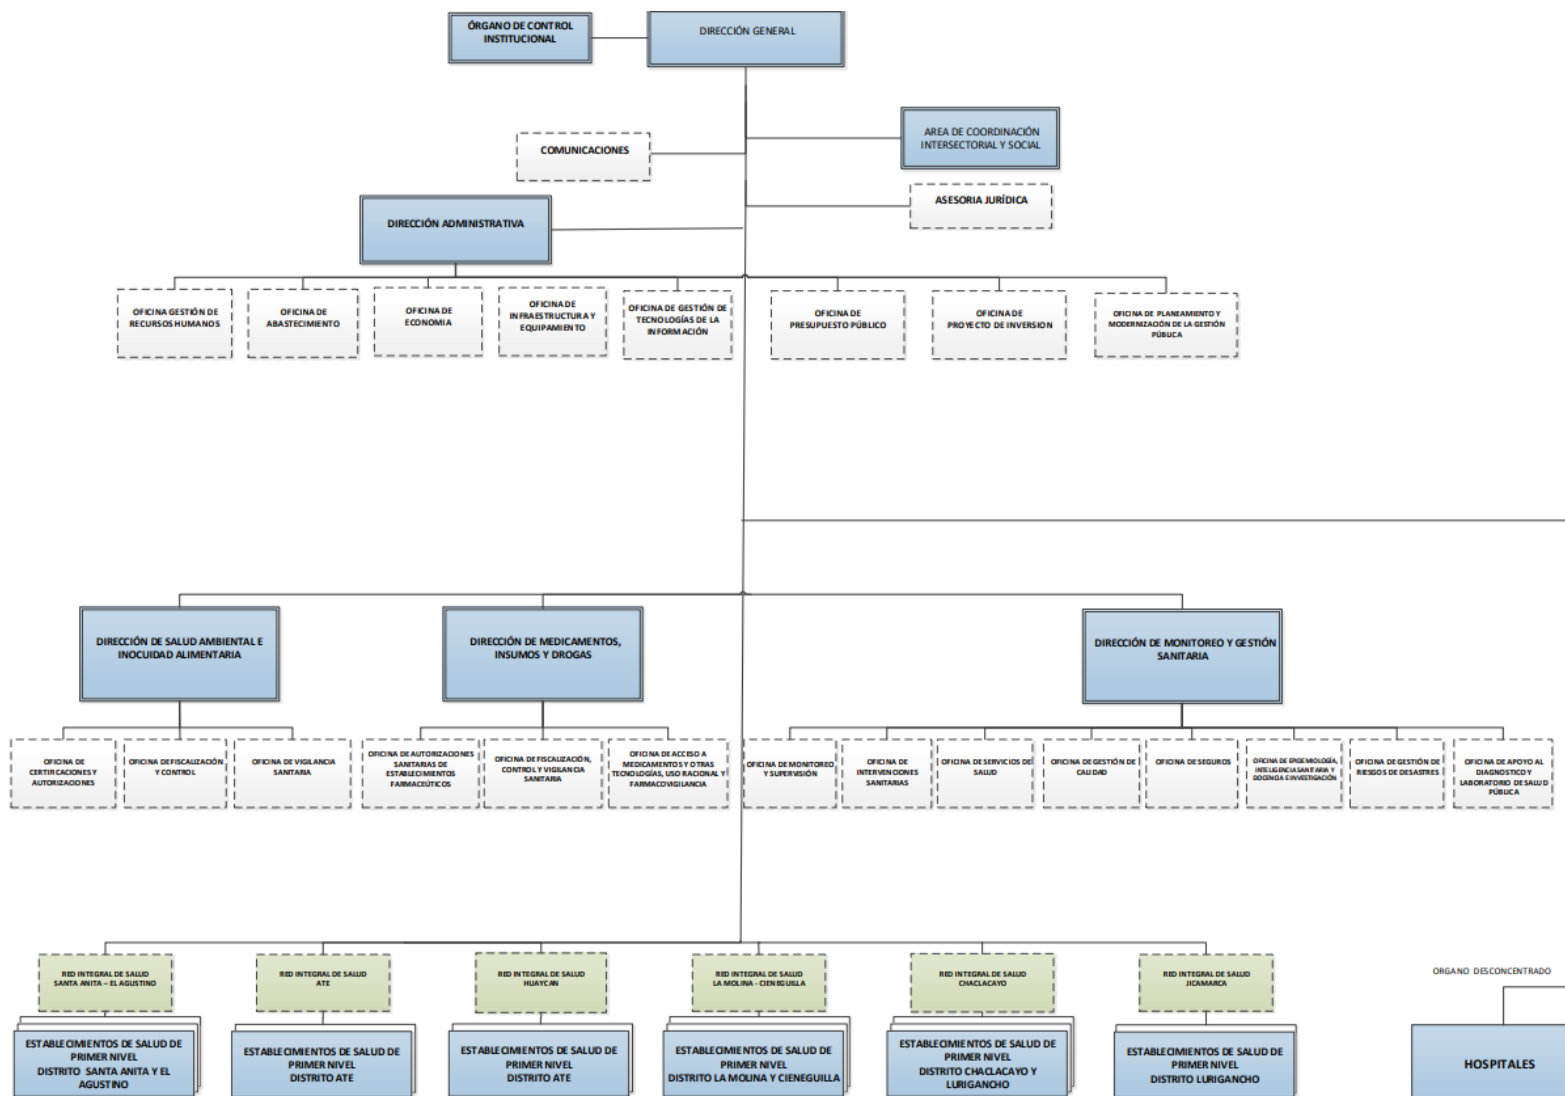 ÓRGANO DE CONTROL
INSTITUCIONAL
DIRECCIÓN GENERAL
AREA DE COORDINACIÓN
INTERSECTORIAL Y SOCIAL
COMUNICACIONES
ASESORIA JURÍDICA
DIRECCIÓN ADMINISTRATIVA
OFICINA GESTIÓN DE
RECURSOS HUMANOS
OFICINA DE
ABASTECIMIENTO
OFICINA DE
ECONOMIA
OFICINA DE
INFRAESTRUCTURA Y
EQUIPAMIENTO
OFICINA DE GESTIÓN DE
TECNOLOGÍAS DE LA
INFORMACIÓN
OFICINA DE
PRESUPUESTO PÚBLICO
OFICINA DE
PROYECTO DE INVERSION
OFICINA DE PLANEAMIENTO Y
MODERNIZACIÓN DE LA GESTIÓN
PÚBLICA
DIRECCIÓN DE SALUD AMBIENTAL E
INOCUIDAD ALIMENTARIA
DIRECCIÓN DE MEDICAMENTOS,
INSUMOS Y DROGAS
DIRECCIÓN DE MONITOREO Y GESTIÓN
SANITARIA
OFICINA DE
CERTIFICACIONES Y
AUTORIZACIONES
OFICINA DE FISCALIZACIÓN
Y CONTROL
OFICINA DE VIGILANCIA
SANITARIA
OFICINA DE AUTORIZACIONES
SANITARIAS DE
ESTABLECIMIENTOS
FARMACEÚTICOS
OFICINA DE FISCALIZACIÓN,
CONTROL Y VIGILANCIA
SANITARIA
OFICINA DE ACCESO A
MEDICAMENTOS Y OTRAS
TECNOLOGÍAS, USO RACIONAL Y
FARMACOVIGILANCIA
OFICINA DE MONITOREO
Y SUPERVISIÓN
OFICINA DE
INTERVENCIONES
SANITARIAS
OFICINA DE SERVICIOS DE
SALUD
OFICINA DE GESTIÓN DE
CALIDAD
OFICINA DE SEGUROS
OFICINA DE EPIDEMIOLOGÍA,
INTELIGENCIA SANITARIA Y
DOCENCIA E INVESTIGACIÓN
OFICINA DE GESTIÓN DE
RIESGOS DE DESASTRES
OFICINA DE APOYO AL
DIAGNOSTICO Y
LABORATORIO DE SALUD
PÚBLICA
RED INTEGRAL DE SALUD
SANTA ANITA – EL AGUSTINO
RED INTEGRAL DE SALUD
ATE
RED INTEGRAL DE SALUD
HUAYCAN
RED INTEGRAL DE SALUD
LA MOLINA - CIENEGUILLA
RED INTEGRAL DE SALUD
CHACLACAYO
RED INTEGRAL DE SALUD
JICAMARCA
ORGANO DESCONCENTRADO
ESTABLECIMIENTOS DE SALUD DE
PRIMER NIVEL
DISTRITO SANTA ANITA Y EL
AGUSTINO
ESTABLECIMIENTOS DE SALUD DE
PRIMER NIVEL
DISTRITO ATE
ESTABLECIMIENTOS DE SALUD DE
PRIMER NIVEL
DISTRITO ATE
ESTABLECIMIENTOS DE SALUD DE
PRIMER NIVEL
DISTRITO LA MOLINA Y CIENEGUILLA
ESTABLECIMIENTOS DE SALUD DE
PRIMER NIVEL
DISTRITO CHACLACAYO Y
LURIGANCHO
ESTABLECIMIENTOS DE SALUD DE
PRIMER NIVEL
DISTRITO LURIGANCHO
HOSPITALES